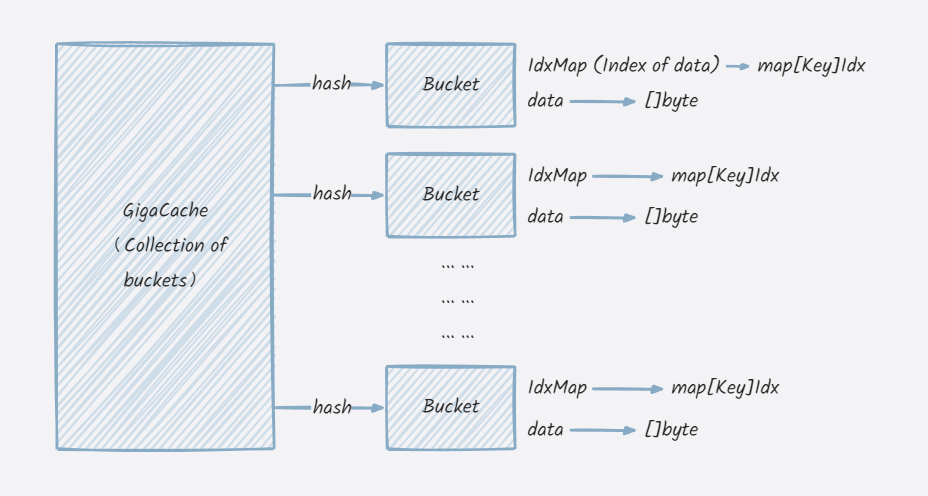 GigaCache
(Collection of
buckets)
hash
Bucket
IdxMap (Index of data) map[Key]Idx
data []byte
hash
Bucket
IdxMap map[Key]Idx
data []byte
... ...
... ...
... ...
hash
Bucket
IdxMap map[Key]Idx
data []byte